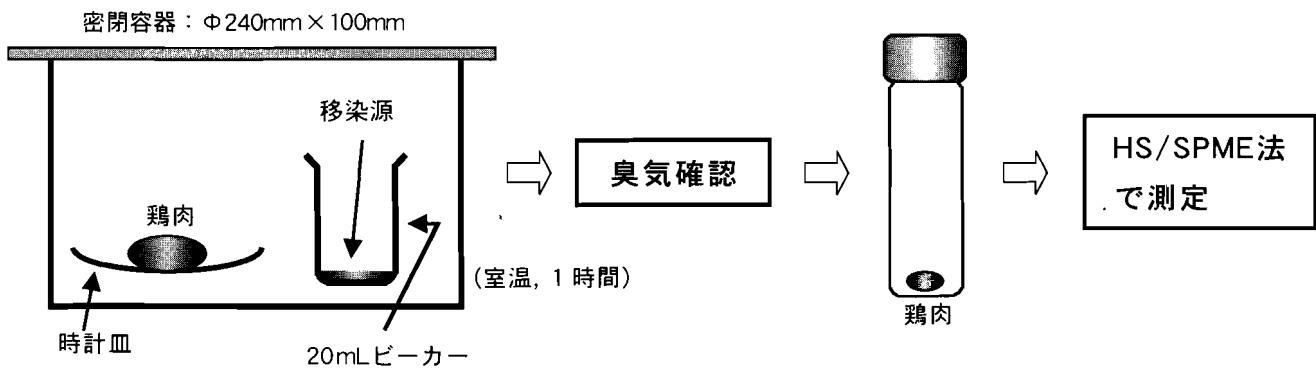 密閉容器：Φ240mm×100mm
移染源
鶏肉
時計皿
20mLビーカー
(室温, 1時間)
臭気確認
鶏肉
HS/SPME法
で測定